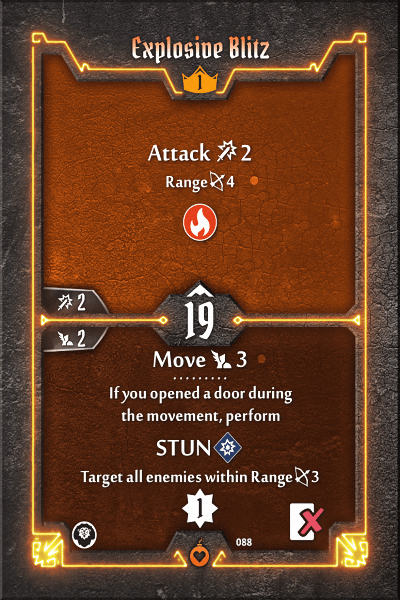 Explosive Blitz
1
Attack 2
Range 4
2
19
2
Move 3
If you opened a door during
the movement, perform
STUN
Target all enemies within Range 3
1
088